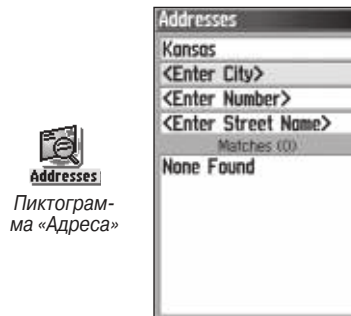 Addresses
Пиктограм-
ма «Адреса»
Addresses
Kansas
<Enter City>
<Enter Number>
<Enter Street Name>
Matches (0)
None Found